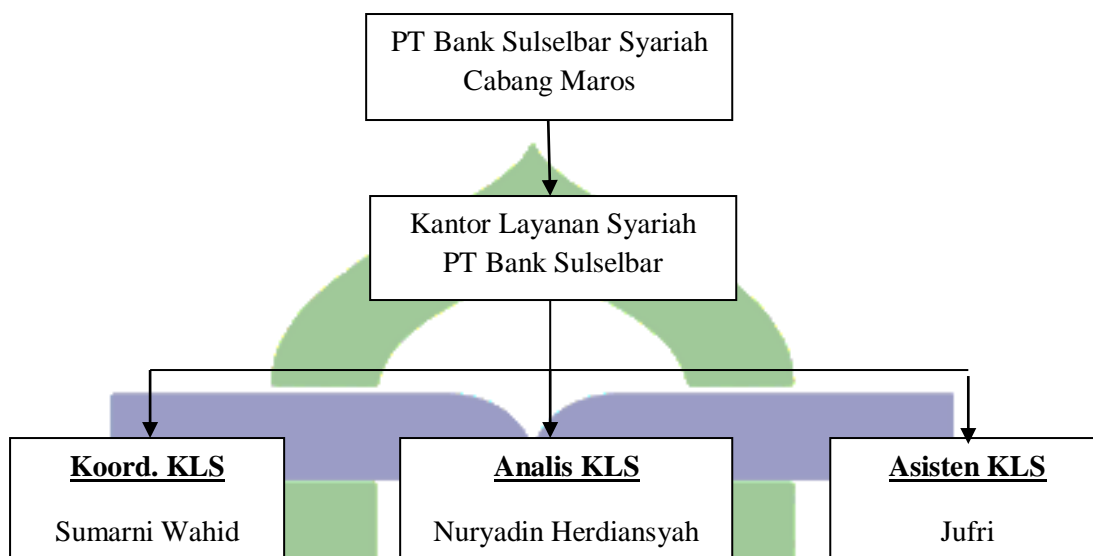 PT Bank Sulselbar Syariah
Cabang Maros
Kantor Layanan Syariah
PT Bank Sulselbar
Koord. KLS
Sumarni Wahid
Analis KLS
Nuryadin Herdiansyah
Asisten KLS
Jufri